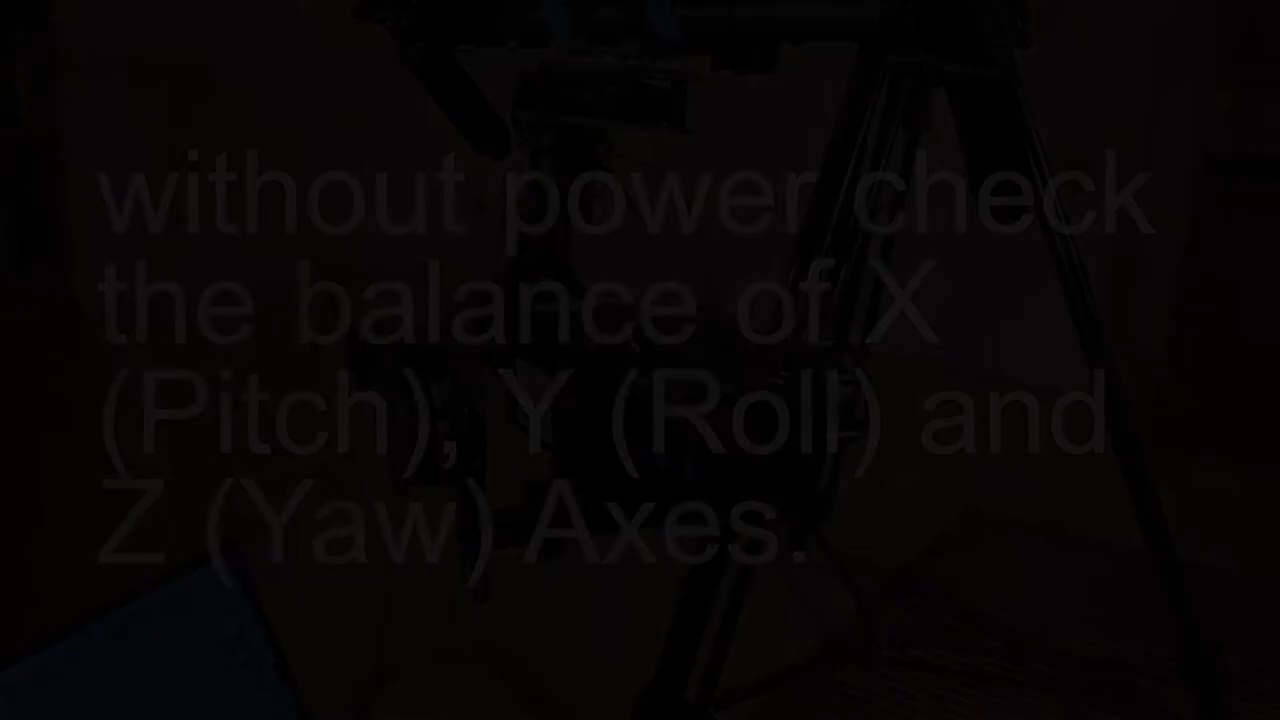 without power check
the balance of X
(Pitch), Y (Roll) and
Z (Yaw) Axes.